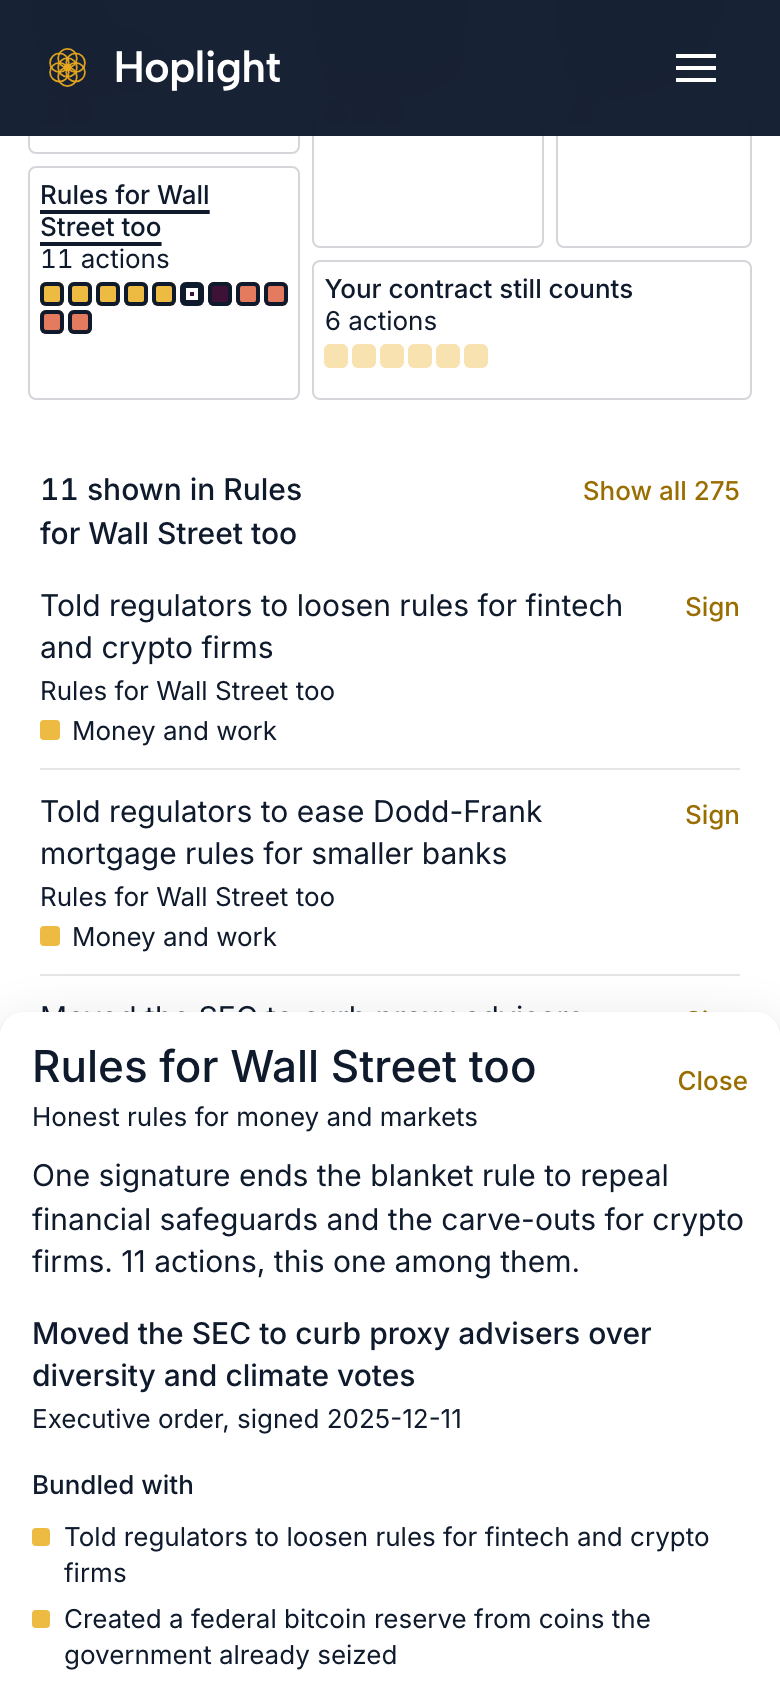 Hoplight
Rules for Wall
Street too
11 actions
Your contract still counts
6 actions
11 shown in Rules
for Wall Street too
Show all 275
Told regulators to loosen rules for fintech
and crypto firms
Sign
Rules for Wall Street too
Money and work
Told regulators to ease Dodd-Frank
mortgage rules for smaller banks
Sign
Rules for Wall Street too
Money and work
Moved the SEC to curb proxy advisers
Rules for Wall Street too
Close
Honest rules for money and markets
One signature ends the blanket rule to repeal
financial safeguards and the carve-outs for crypto
firms. 11 actions, this one among them.
Moved the SEC to curb proxy advisers over
diversity and climate votes
Executive order, signed 2025-12-11
Bundled with
Told regulators to loosen rules for fintech and crypto
firms
Created a federal bitcoin reserve from coins the
government already seized